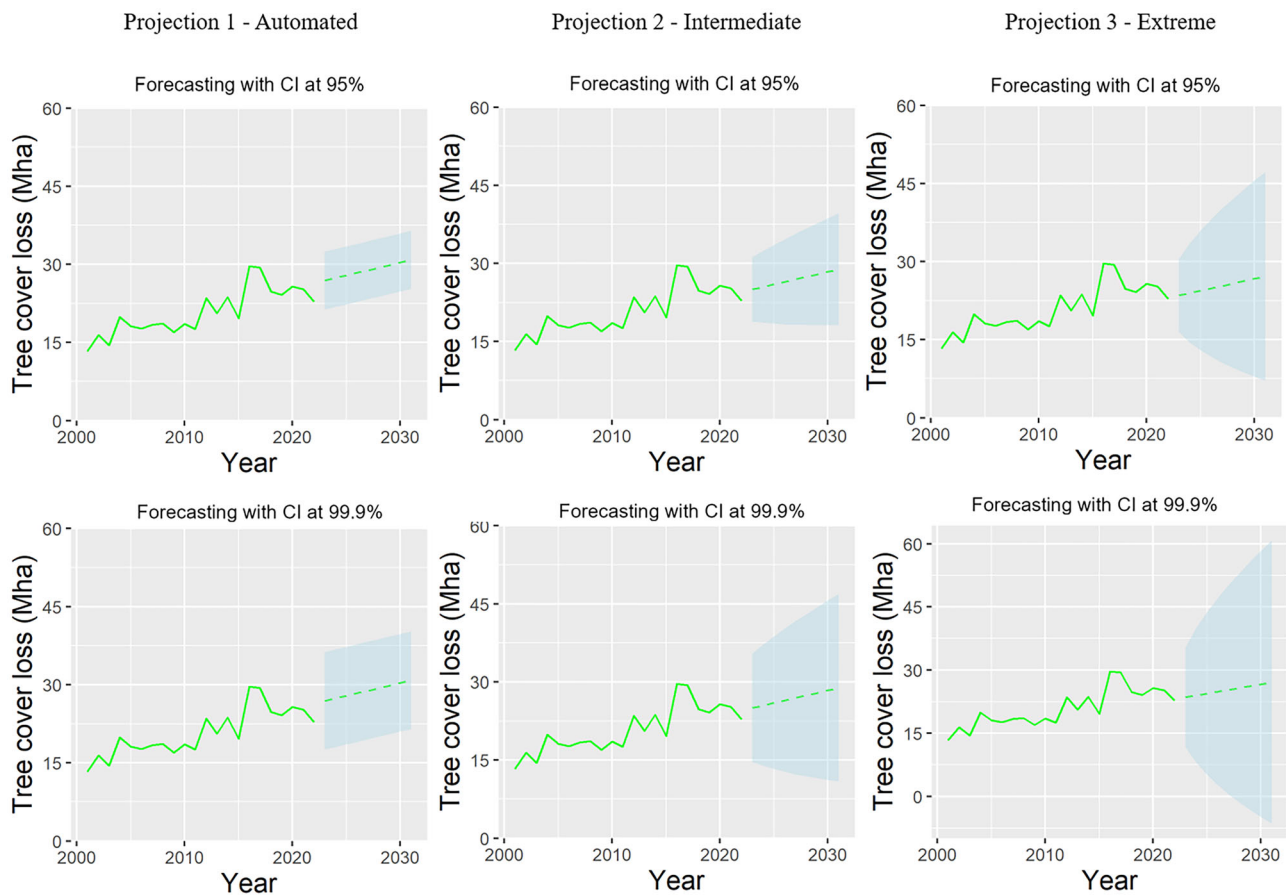 Projection 1 - Automated
Projection 2 - Intermediate
Projection 3 - Extreme
Forecasting with CI at 95%
60
45
30
15
0
Tree cover loss (Mha)
2000 2010 2020 2030
Year
Forecasting with CI at 95%
60
45
30
15
0
Tree cover loss (Mha)
2000 2010 2020 2030
Year
Forecasting with CI at 95%
60
45
30
15
0
Tree cover loss (Mha)
2000 2010 2020 2030
Year
Forecasting with CI at 99.9%
60
45
30
15
0
Tree cover loss (Mha)
2000 2010 2020 2030
Year
Forecasting with CI at 99.9%
60
45
30
15
0
Tree cover loss (Mha)
2000 2010 2020 2030
Year
Forecasting with CI at 99.9%
60
45
30
15
0
Tree cover loss (Mha)
2000 2010 2020 2030
Year